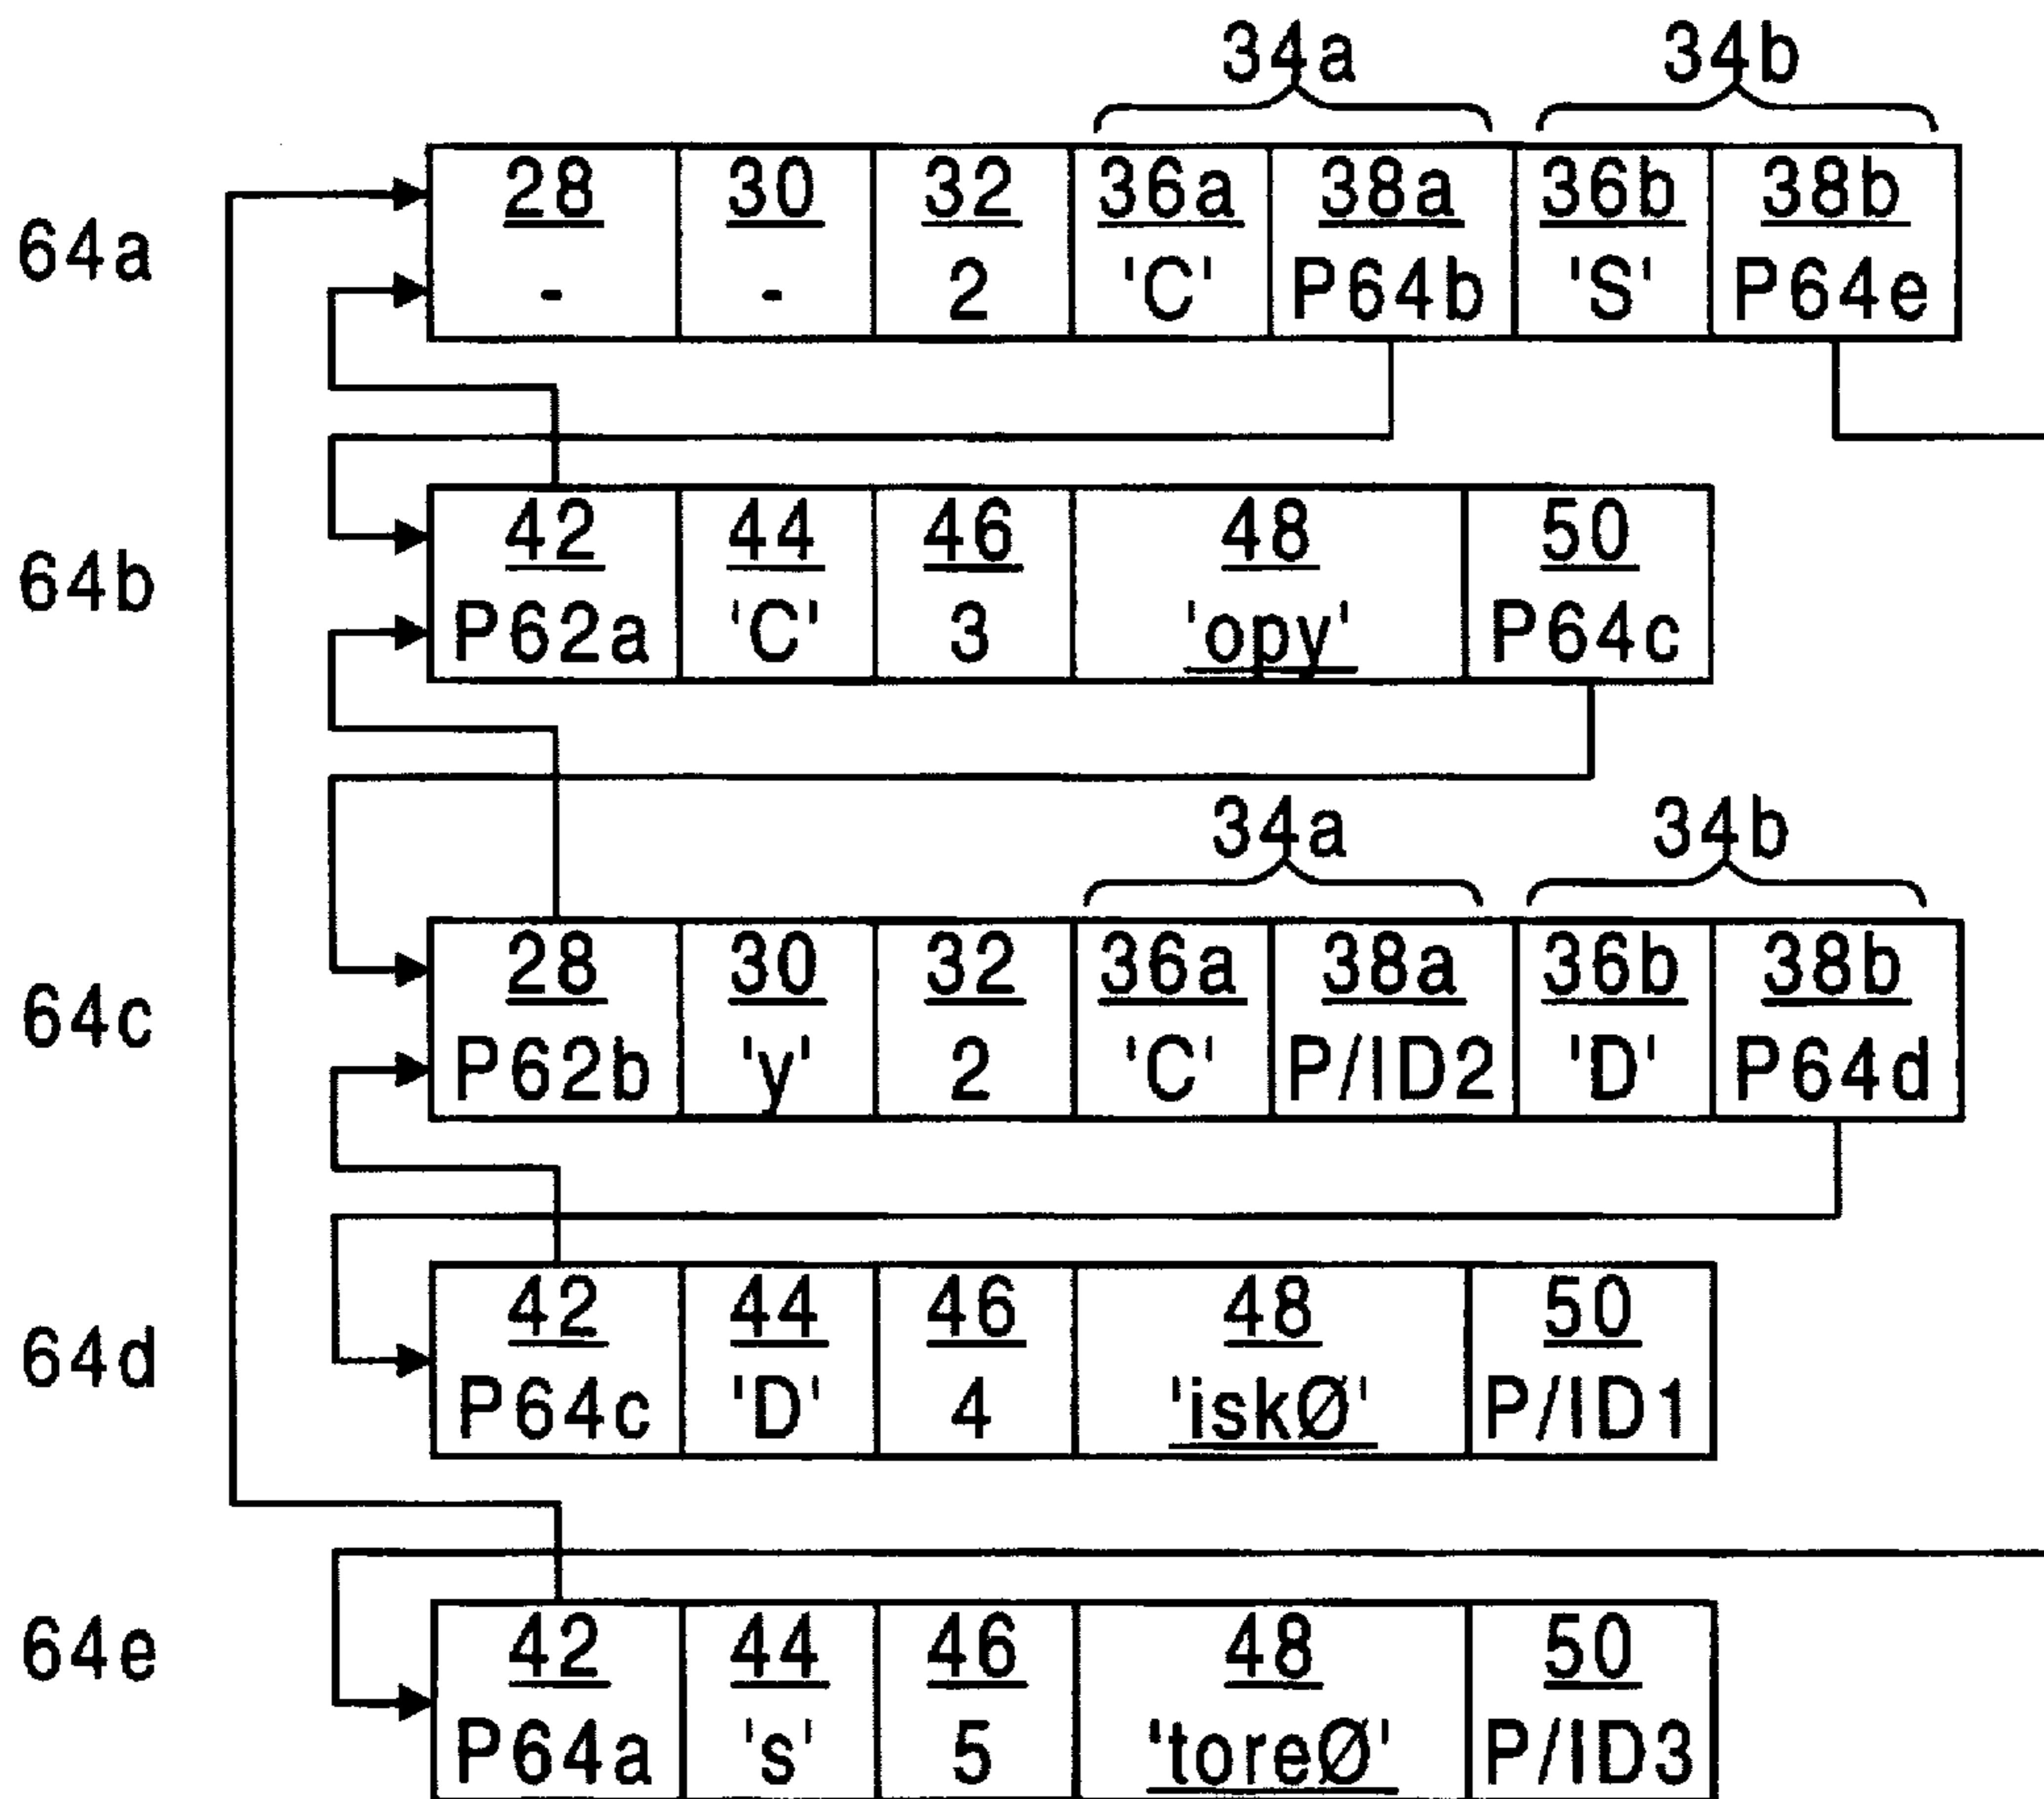 34a 34b
28 30 32 36a 38a 36b 38b
64a
- - 2 'C' P64b 'S' P64e
42 44 46 48 50
64b
P62a 'C' 3 'opy' P64c
34a 34b
28 30 32 36a 38a 36b 38b
64c
P62b 'y' 2 'C' P/ID2 'D' P64d
42 44 46 48 50
64d
P64c 'D' 4 'iskØ' P/ID1
42 44 46 48 50
64e
P64a 's' 5 'toreØ' P/ID3